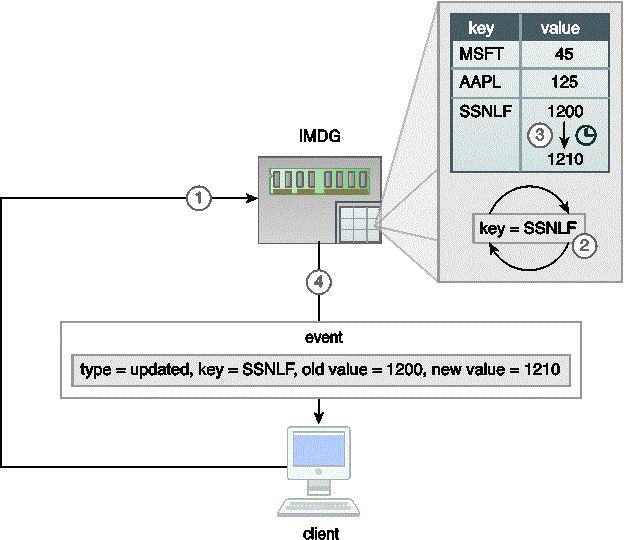 key value
MSFT 45
AAPL 125
SSNLF 1200
3
1210
IMDG
1
key = SSNLF
2
4
event
type = updated, key = SSNLF, old value = 1200, new value = 1210
client